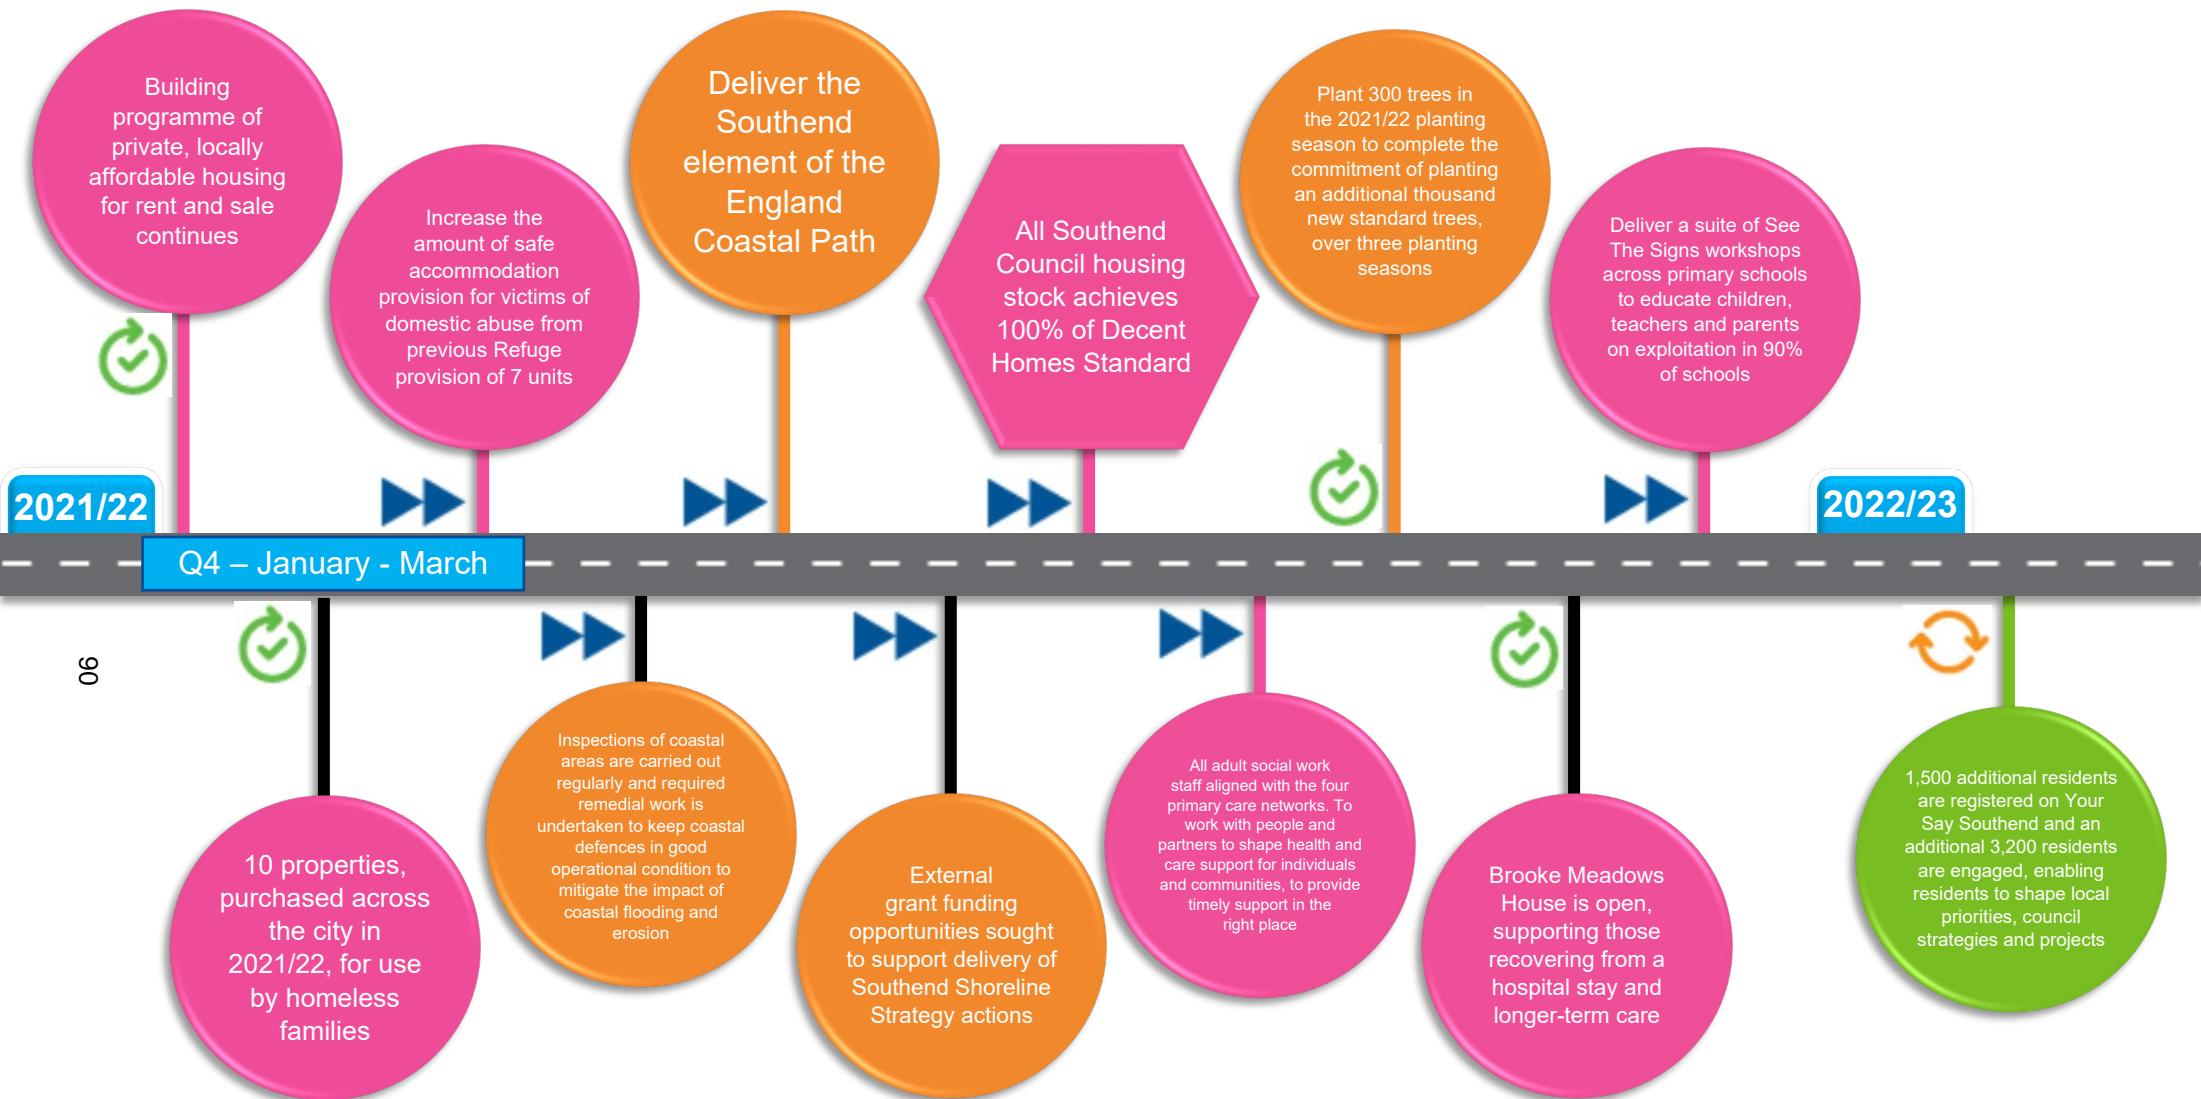 Building
programme of
private, locally
affordable housing
for rent and sale
continues
Increase the
amount of safe
accommodation
provision for victims of
domestic abuse from
previous Refuge
provision of 7 units
Deliver the
Southend
element of the
England
Coastal Path
All Southend
Council housing
stock achieves
100% of Decent
Homes Standard
Plant 300 trees in
the 2021/22 planting
season to complete the
commitment of planting
an additional thousand
new standard trees,
over three planting
seasons
Deliver a suite of See
The Signs workshops
across primary schools
to educate children,
teachers and parents
on exploitation in 90%
of schools
2021/22
2022/23
Q4 – January - March
90
10 properties,
purchased across
the city in
2021/22, for use
by homeless
families
Inspections of coastal
areas are carried out
regularly and required
remedial work is
undertaken to keep coastal
defences in good
operational condition to
mitigate the impact of
coastal flooding and
erosion
External
grant funding
opportunities sought
to support delivery of
Southend Shoreline
Strategy actions
All adult social work
staff aligned with the four
primary care networks. To
work with people and
partners to shape health and
care support for individuals
and communities, to provide
timely support in the
right place
Brooke Meadows
House is open,
supporting those
recovering from a
hospital stay and
longer-term care
1,500 additional residents
are registered on Your
Say Southend and an
additional 3,200 residents
are engaged, enabling
residents to shape local
priorities, council
strategies and projects